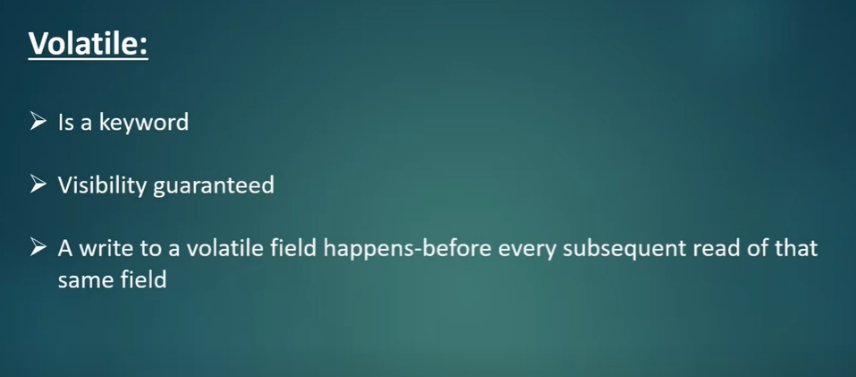 Volatile:
➢ Is a keyword
➢ Visibility guaranteed
➢ A write to a volatile field happens-before every subsequent read of that
same field